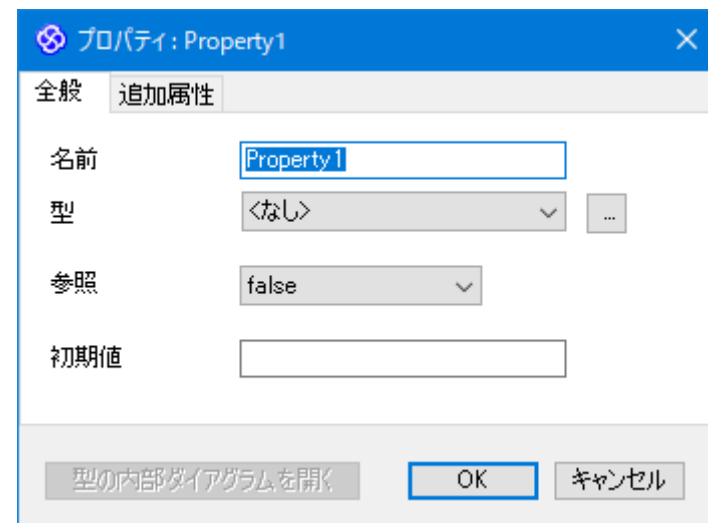 プロパティ : Property1
全般 追加属性
名前 Property1
型 <なし> ...
参照 false
初期値
型の内部ダイアグラムを開く OK キャンセル